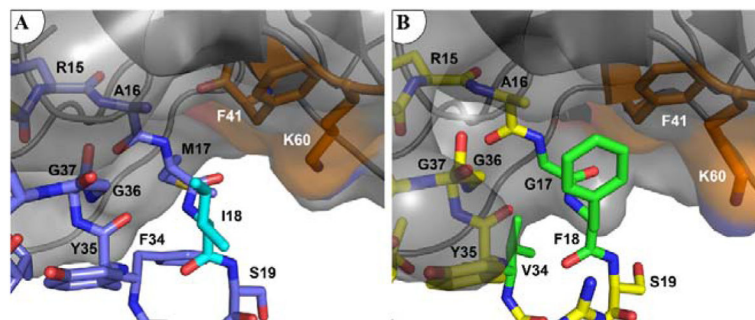 A
R15
A16
F41
M17
K60
G37
G36
I18
Y35
F34
S19
B
R15
A16
F41
G37
G36
G17
K60
F18
Y35
V34
S19